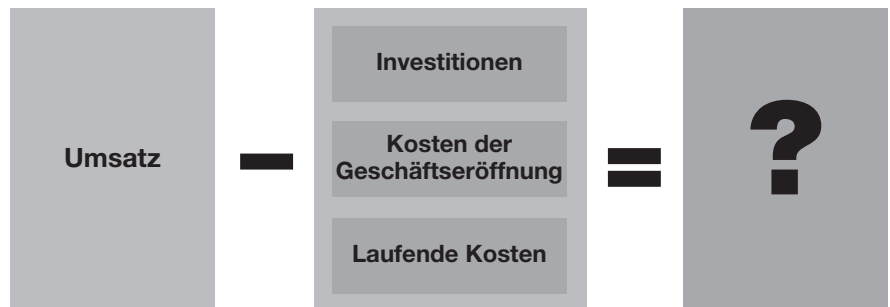 Umsatz
–
Investitionen
Kosten der
Geschäftseröffnung
Laufende Kosten
=
?